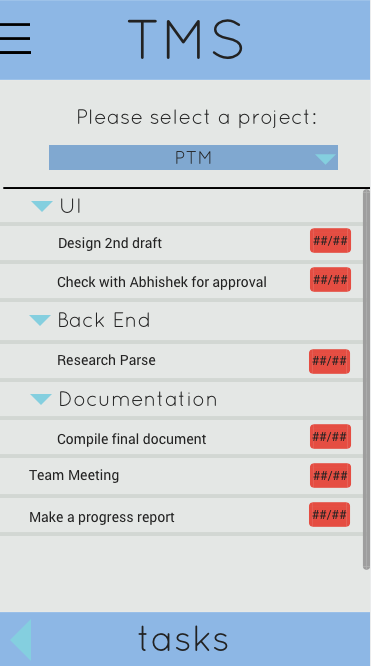 TMS
Please select a project:
PTM
UI
Design 2nd draft ##/##
Check with Abhishek for approval ##/##
Back End
Research Parse ##/##
Documentation
Compile final document ##/##
Team Meeting ##/##
Make a progress report ##/##
tasks